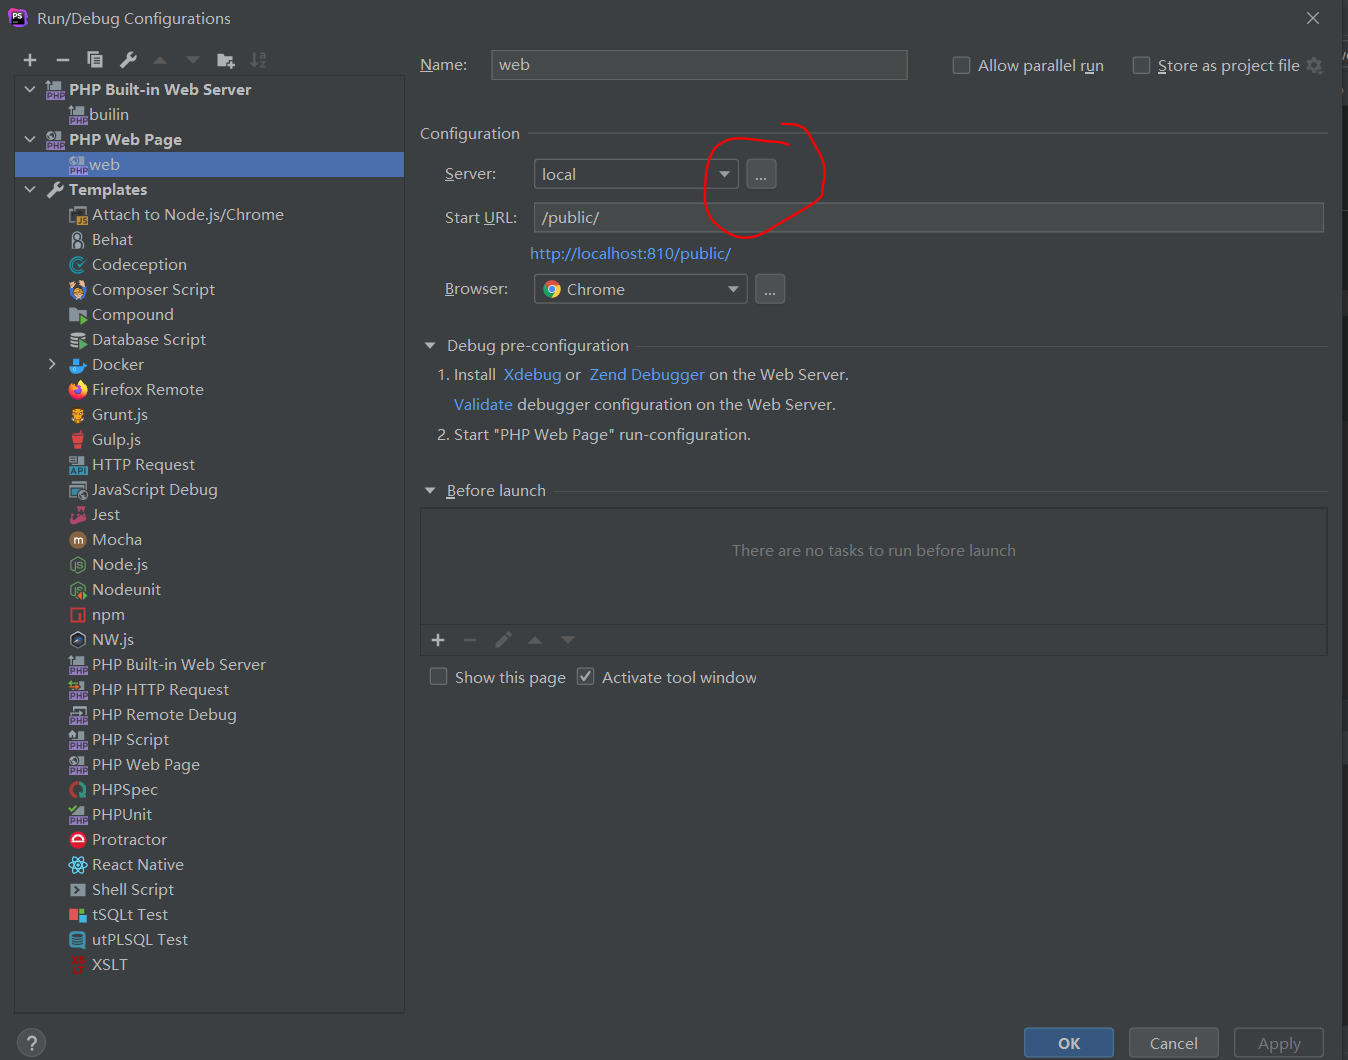 Run/Debug Configurations
PHP Built-in Web Server
builin
PHP Web Page
web
Templates
Attach to Node.js/Chrome
Behat
Codeception
Composer Script
Compound
Database Script
Docker
Firefox Remote
Grunt.js
Gulp.js
HTTP Request
JavaScript Debug
Jest
Mocha
Node.js
Nodeunit
npm
NW.js
PHP Built-in Web Server
PHP HTTP Request
PHP Remote Debug
PHP Script
PHP Web Page
PHPSpec
PHPUnit
Protractor
React Native
Shell Script
tSQLt Test
utPLSQL Test
XSLT
Name: web Allow parallel run Store as project file
Configuration
Server: local ...
Start URL: /public/
http://localhost:810/public/
Browser: Chrome ...
Debug pre-configuration
1. Install Xdebug or Zend Debugger on the Web Server.
Validate debugger configuration on the Web Server.
2. Start "PHP Web Page" run-configuration.
Before launch
There are no tasks to run before launch
Show this page Activate tool window
? OK Cancel Apply